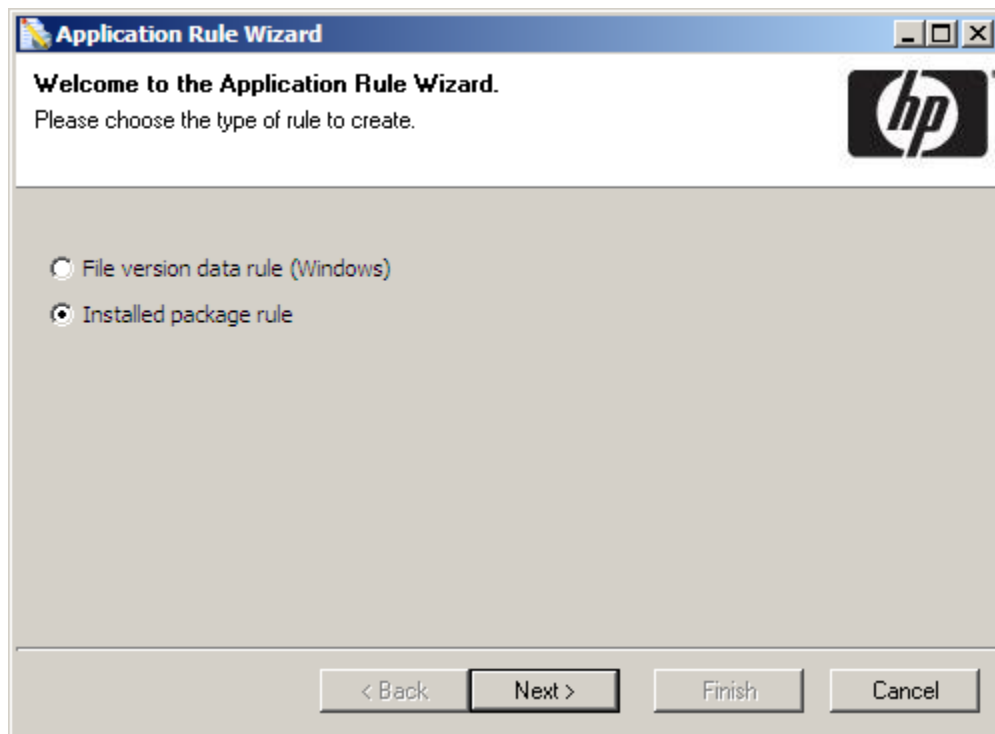 Application Rule Wizard
Welcome to the Application Rule Wizard.
Please choose the type of rule to create.
hp
File version data rule (Windows)
Installed package rule
< Back
Next >
Finish
Cancel